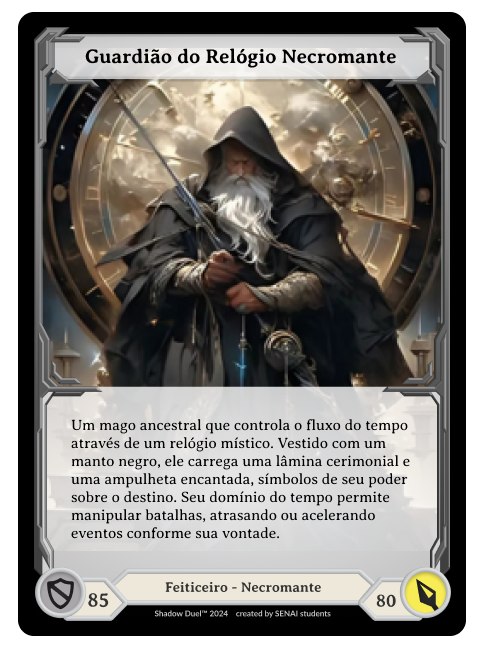 Guardião do Relógio Necromante
Um mago ancestral que controla o fluxo do tempo
através de um relógio místico. Vestido com um
manto negro, ele carrega uma lâmina cerimonial e
uma ampulheta encantada, símbolos de seu poder
sobre o destino. Seu domínio do tempo permite
manipular batalhas, atrasando ou acelerando
eventos conforme sua vontade.
85
Feiticeiro - Necromante
80
Shadow Duel™ 2024 created by SENAI students